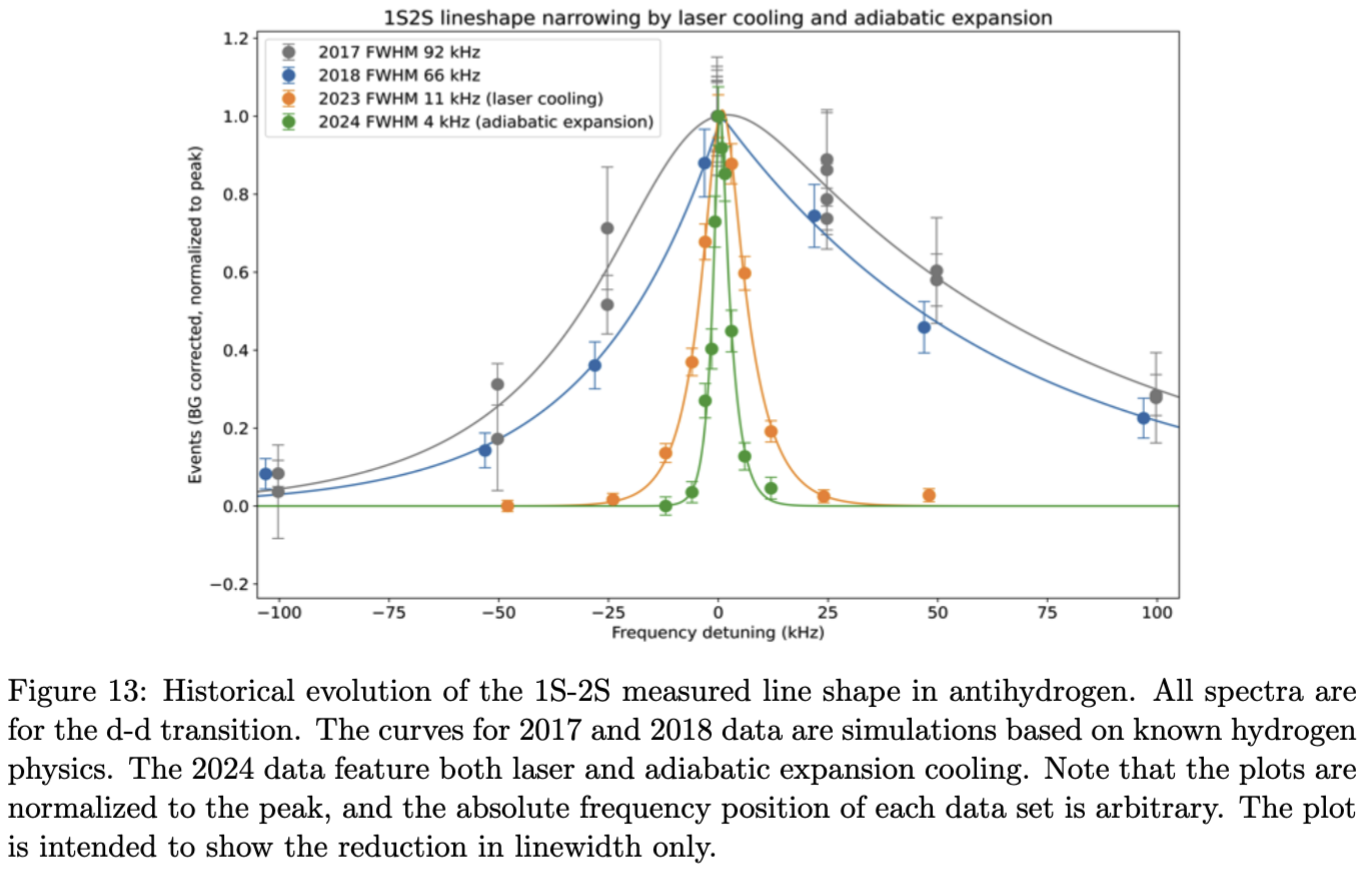 1S2S lineshape narrowing by laser cooling and adiabatic expansion
2017 FWHM 92 kHz
2018 FWHM 66 kHz
2023 FWHM 11 kHz (laser cooling)
2024 FWHM 4 kHz (adiabatic expansion)
Events (BG corrected, normalized to peak)
1.2
1.0
0.8
0.6
0.4
0.2
0.0
−0.2
−100 −75 −50 −25 0 25 50 75 100
Frequency detuning (kHz)
Figure 13: Historical evolution of the 1S-2S measured line shape in antihydrogen. All spectra are
for the d-d transition. The curves for 2017 and 2018 data are simulations based on known hydrogen
physics. The 2024 data feature both laser and adiabatic expansion cooling. Note that the plots are
normalized to the peak, and the absolute frequency position of each data set is arbitrary. The plot
is intended to show the reduction in linewidth only.